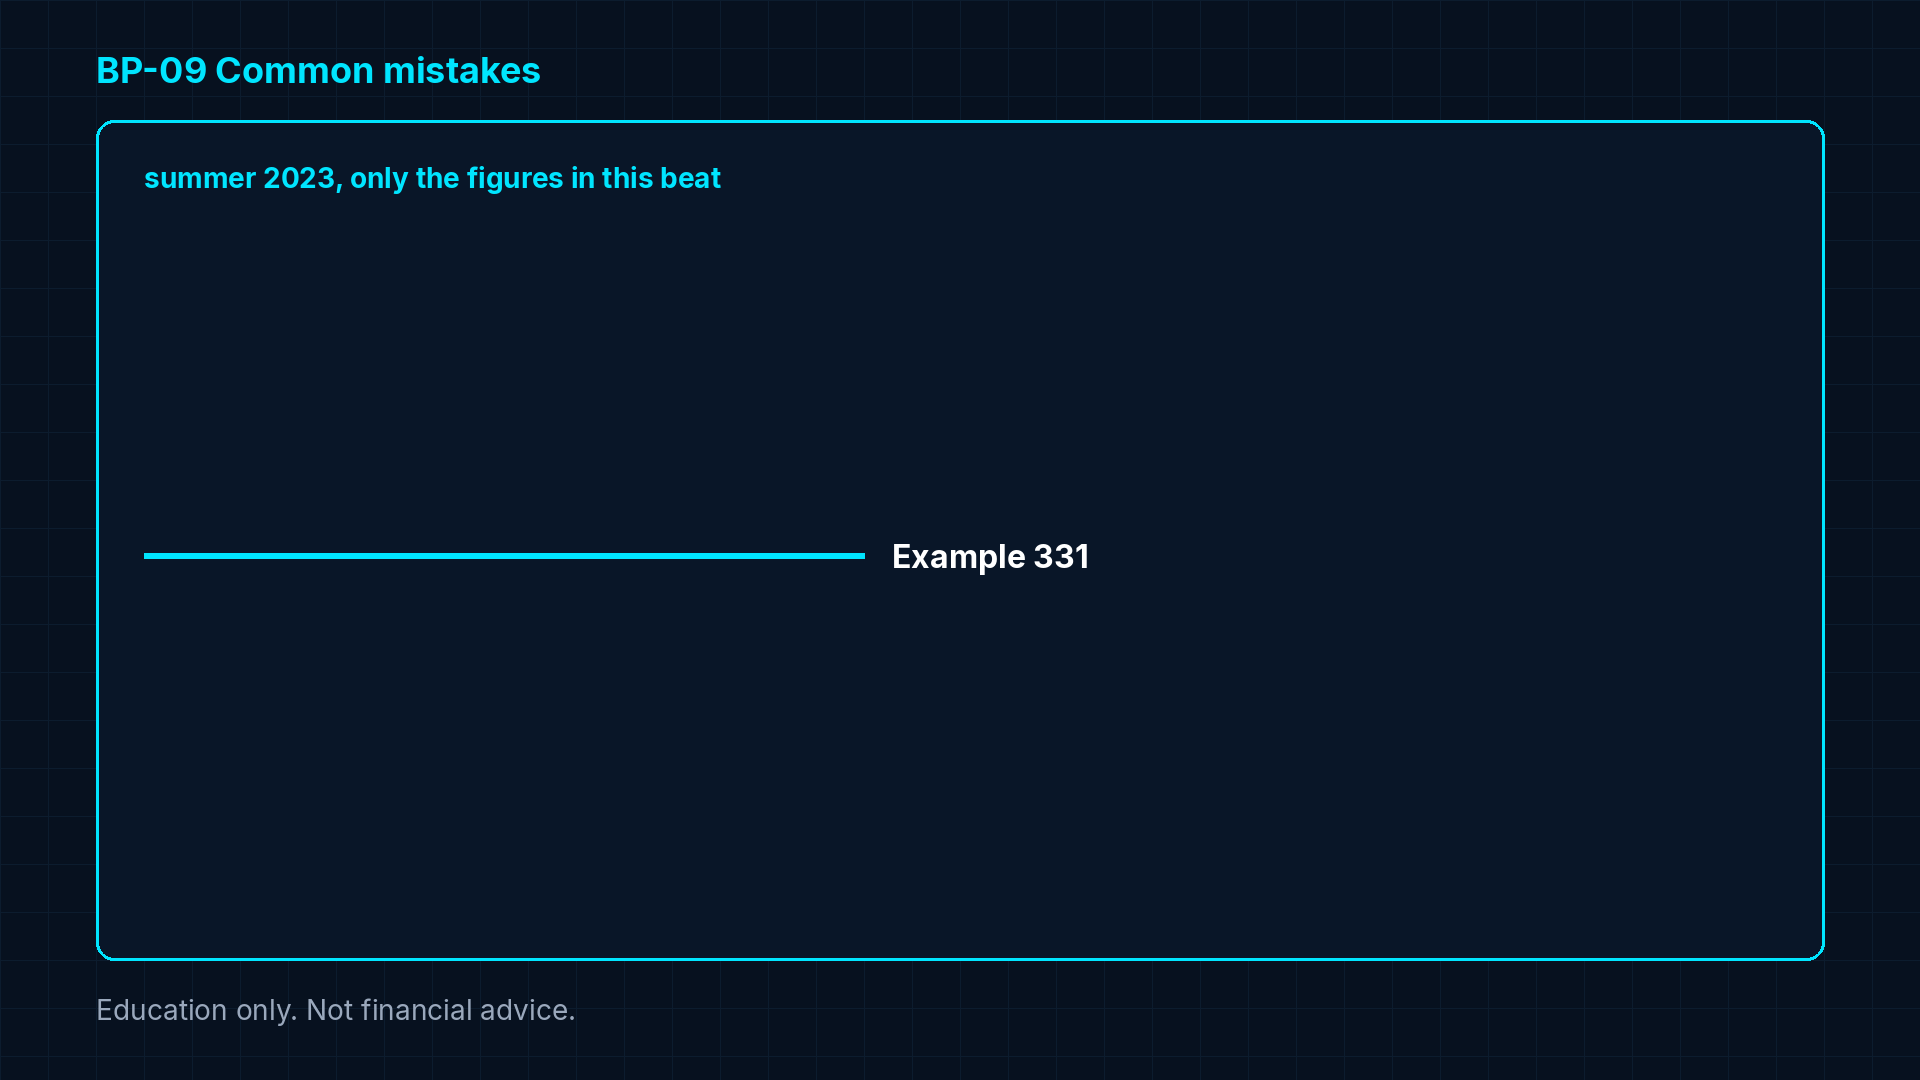 BP-09 Common mistakes
summer 2023, only the figures in this beat
Example 331
Education only. Not financial advice.